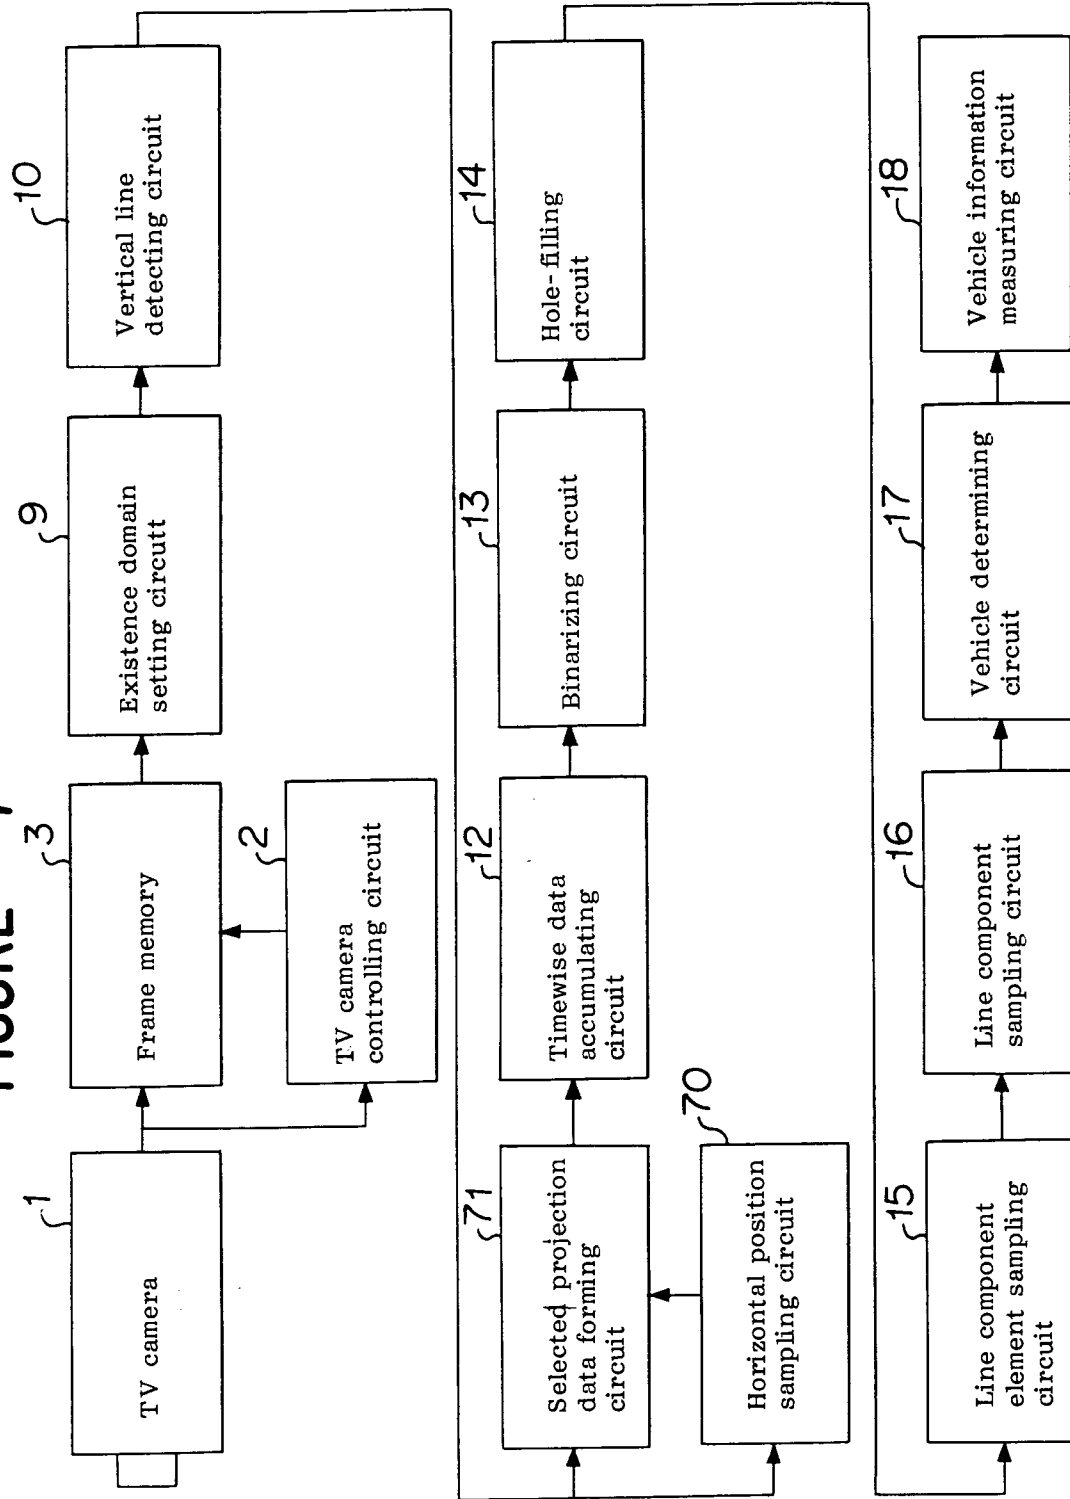 FIGURE 7
1
TV camera
3
Frame memory
2
TV camera
controlling circuit
9
Existence domain
setting circutt
10
Vertical line
detecting circuit
71
Selected projection
data forming
circuit
70
Horizontal position
sampling circuit
12
Timewise data
accumulating
circuit
13
Binarizing circuit
14
Hole-filling
circuit
15
Line component
element sampling
circuit
16
Line component
sampling circuit
17
Vehicle determining
circuit
18
Vehicle information
measuring circuit